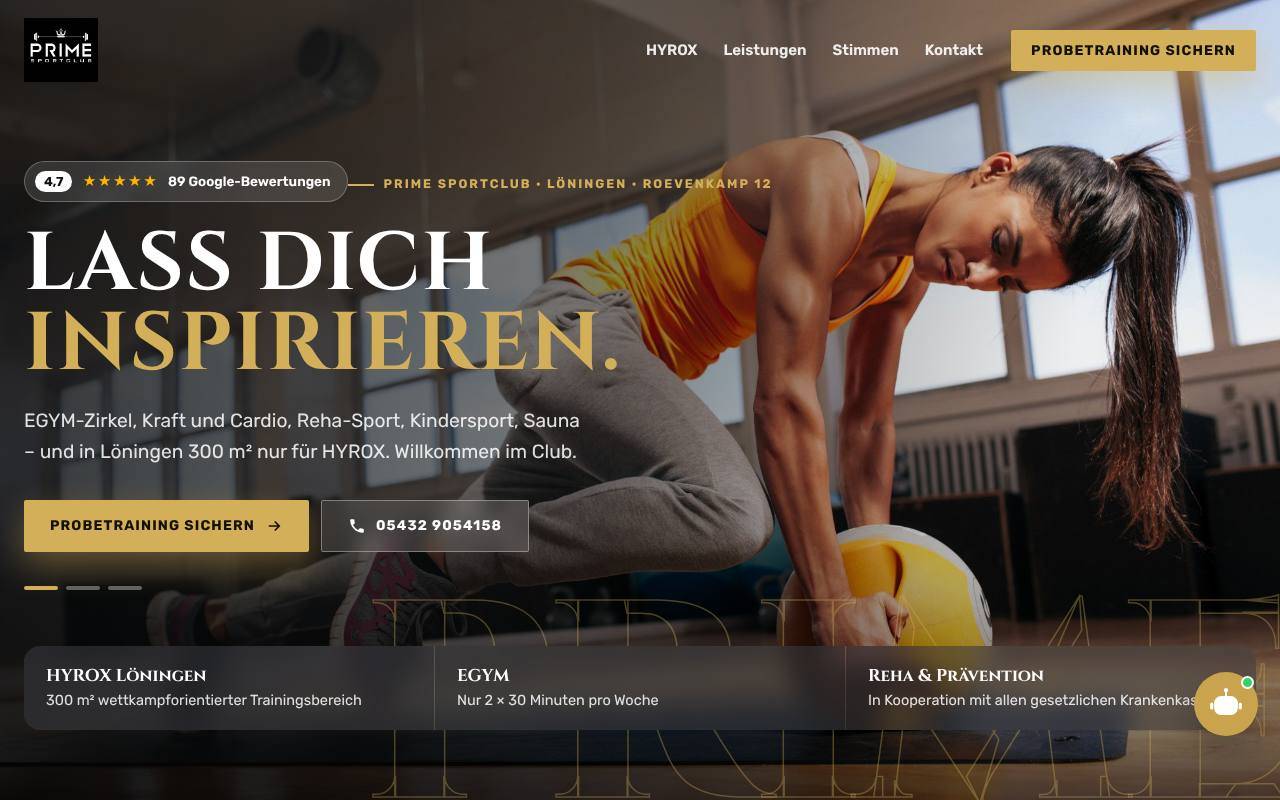 PRIME
SPORTCLUB
HYROX
Leistungen
Stimmen
Kontakt
PROBETRAINING SICHERN
4,7 ★★★★★ 89 Google-Bewertungen
PRIME SPORTCLUB · LÖNINGEN · ROEVENKAMP 12
LASS DICH
INSPIRIEREN.
EGYM-Zirkel, Kraft und Cardio, Reha-Sport, Kindersport, Sauna
– und in Löningen 300 m² nur für HYROX. Willkommen im Club.
PROBETRAINING SICHERN →
05432 9054158
HYROX Löningen
300 m² wettkampforientierter Trainingsbereich
EGYM
Nur 2 × 30 Minuten pro Woche
Reha & Prävention
In Kooperation mit allen gesetzlichen Krankenkas
PRIME